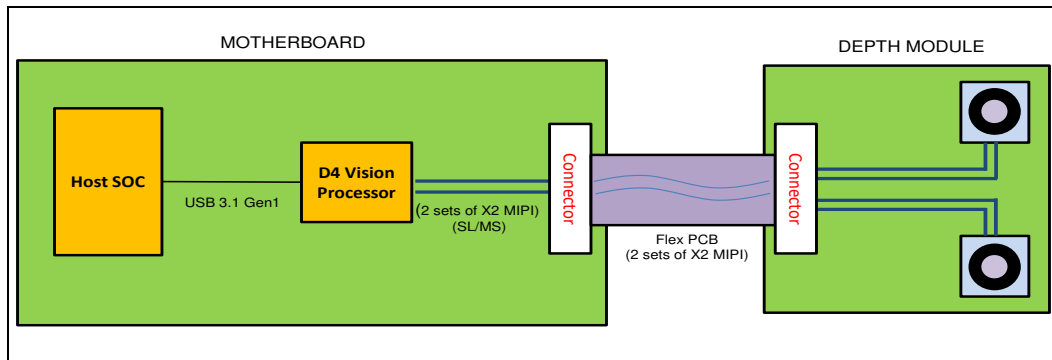 MOTHERBOARD
DEPTH MODULE
Host SOC
USB 3.1 Gen1
D4 Vision
Processor
(2 sets of X2 MIPI)
(SL/MS)
Connector
Flex PCB
(2 sets of X2 MIPI)
Connector